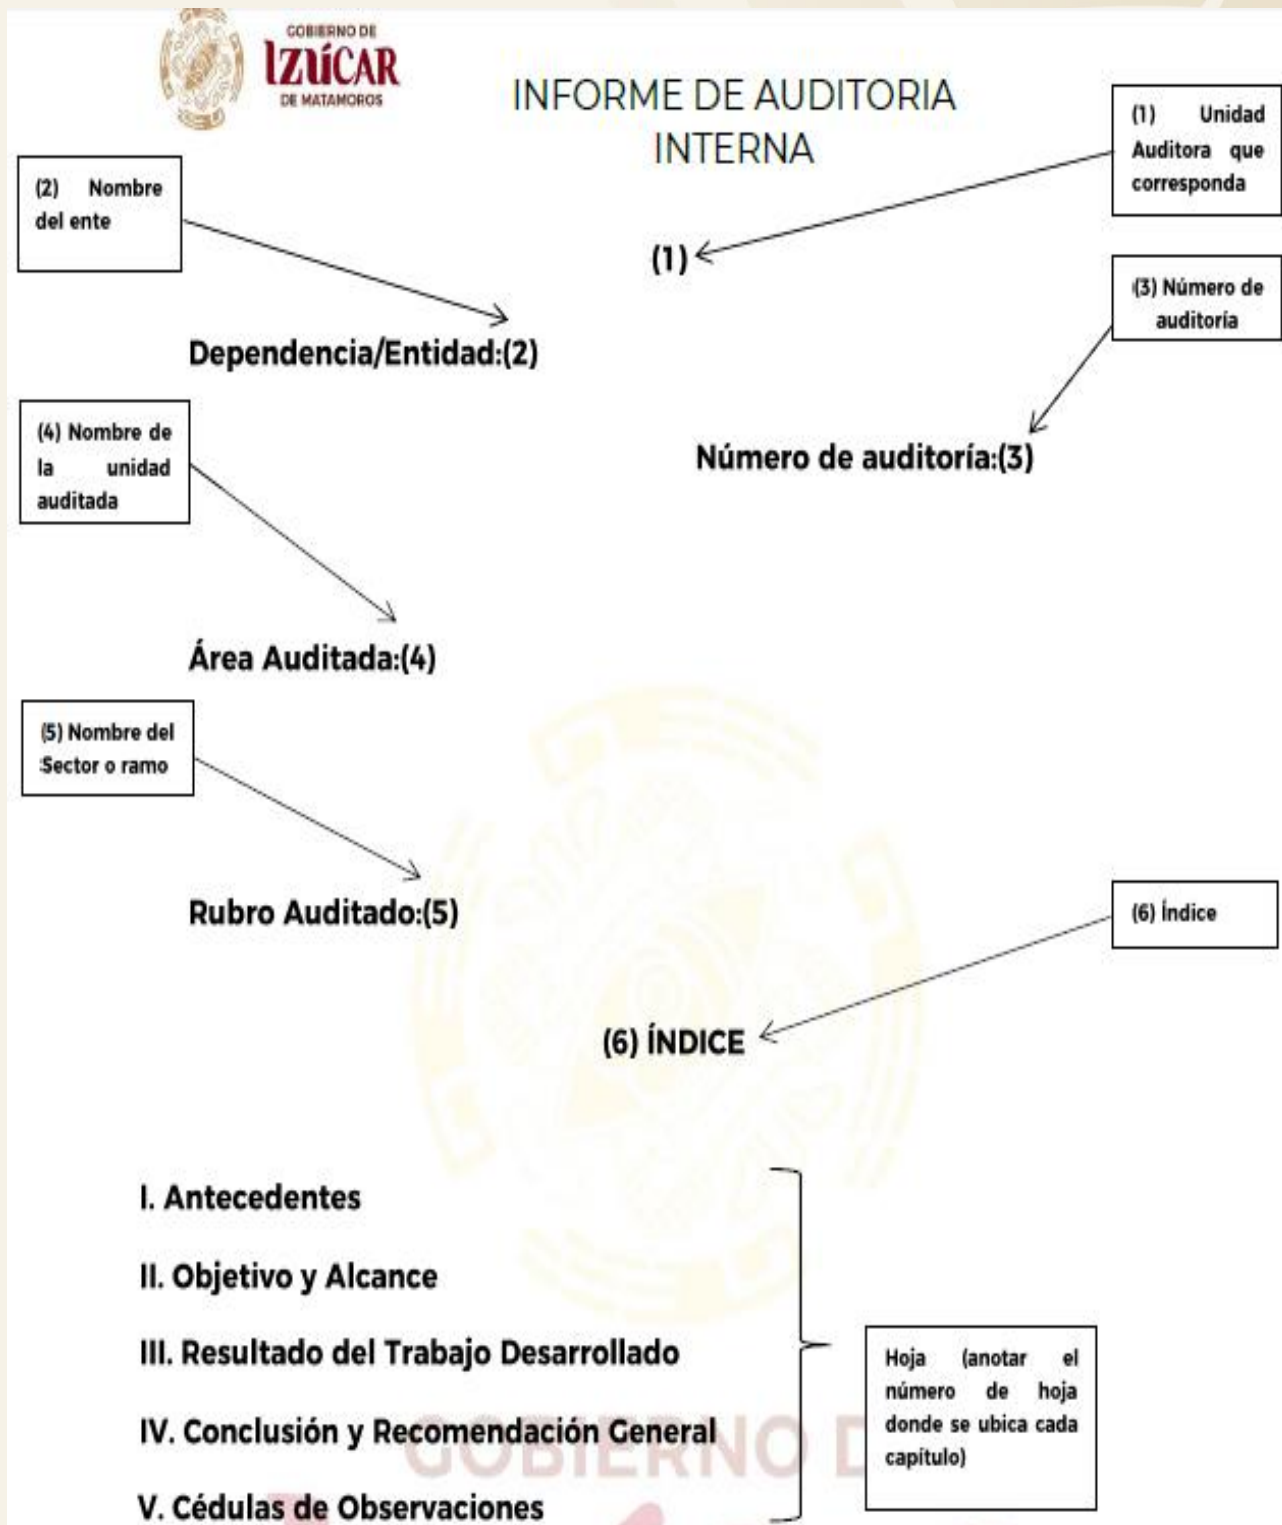 GOBIERNO DE
IZÚCAR
DE MATAMOROS
INFORME DE AUDITORIA
INTERNA
(1) Unidad
Auditora que
corresponda
(2) Nombre
del ente
(1)
(3) Número de
auditoría
Dependencia/Entidad:(2)
(4) Nombre de
la unidad
auditada
Número de auditoría:(3)
Área Auditada:(4)
(5) Nombre del
Sector o ramo
Rubro Auditado:(5)
(6) Índice
(6) ÍNDICE
I. Antecedentes
II. Objetivo y Alcance
III. Resultado del Trabajo Desarrollado
IV. Conclusión y Recomendación General
V. Cédulas de Observaciones
Hoja (anotar el
número de hoja
donde se ubica cada
capítulo)
GOBIERNO D